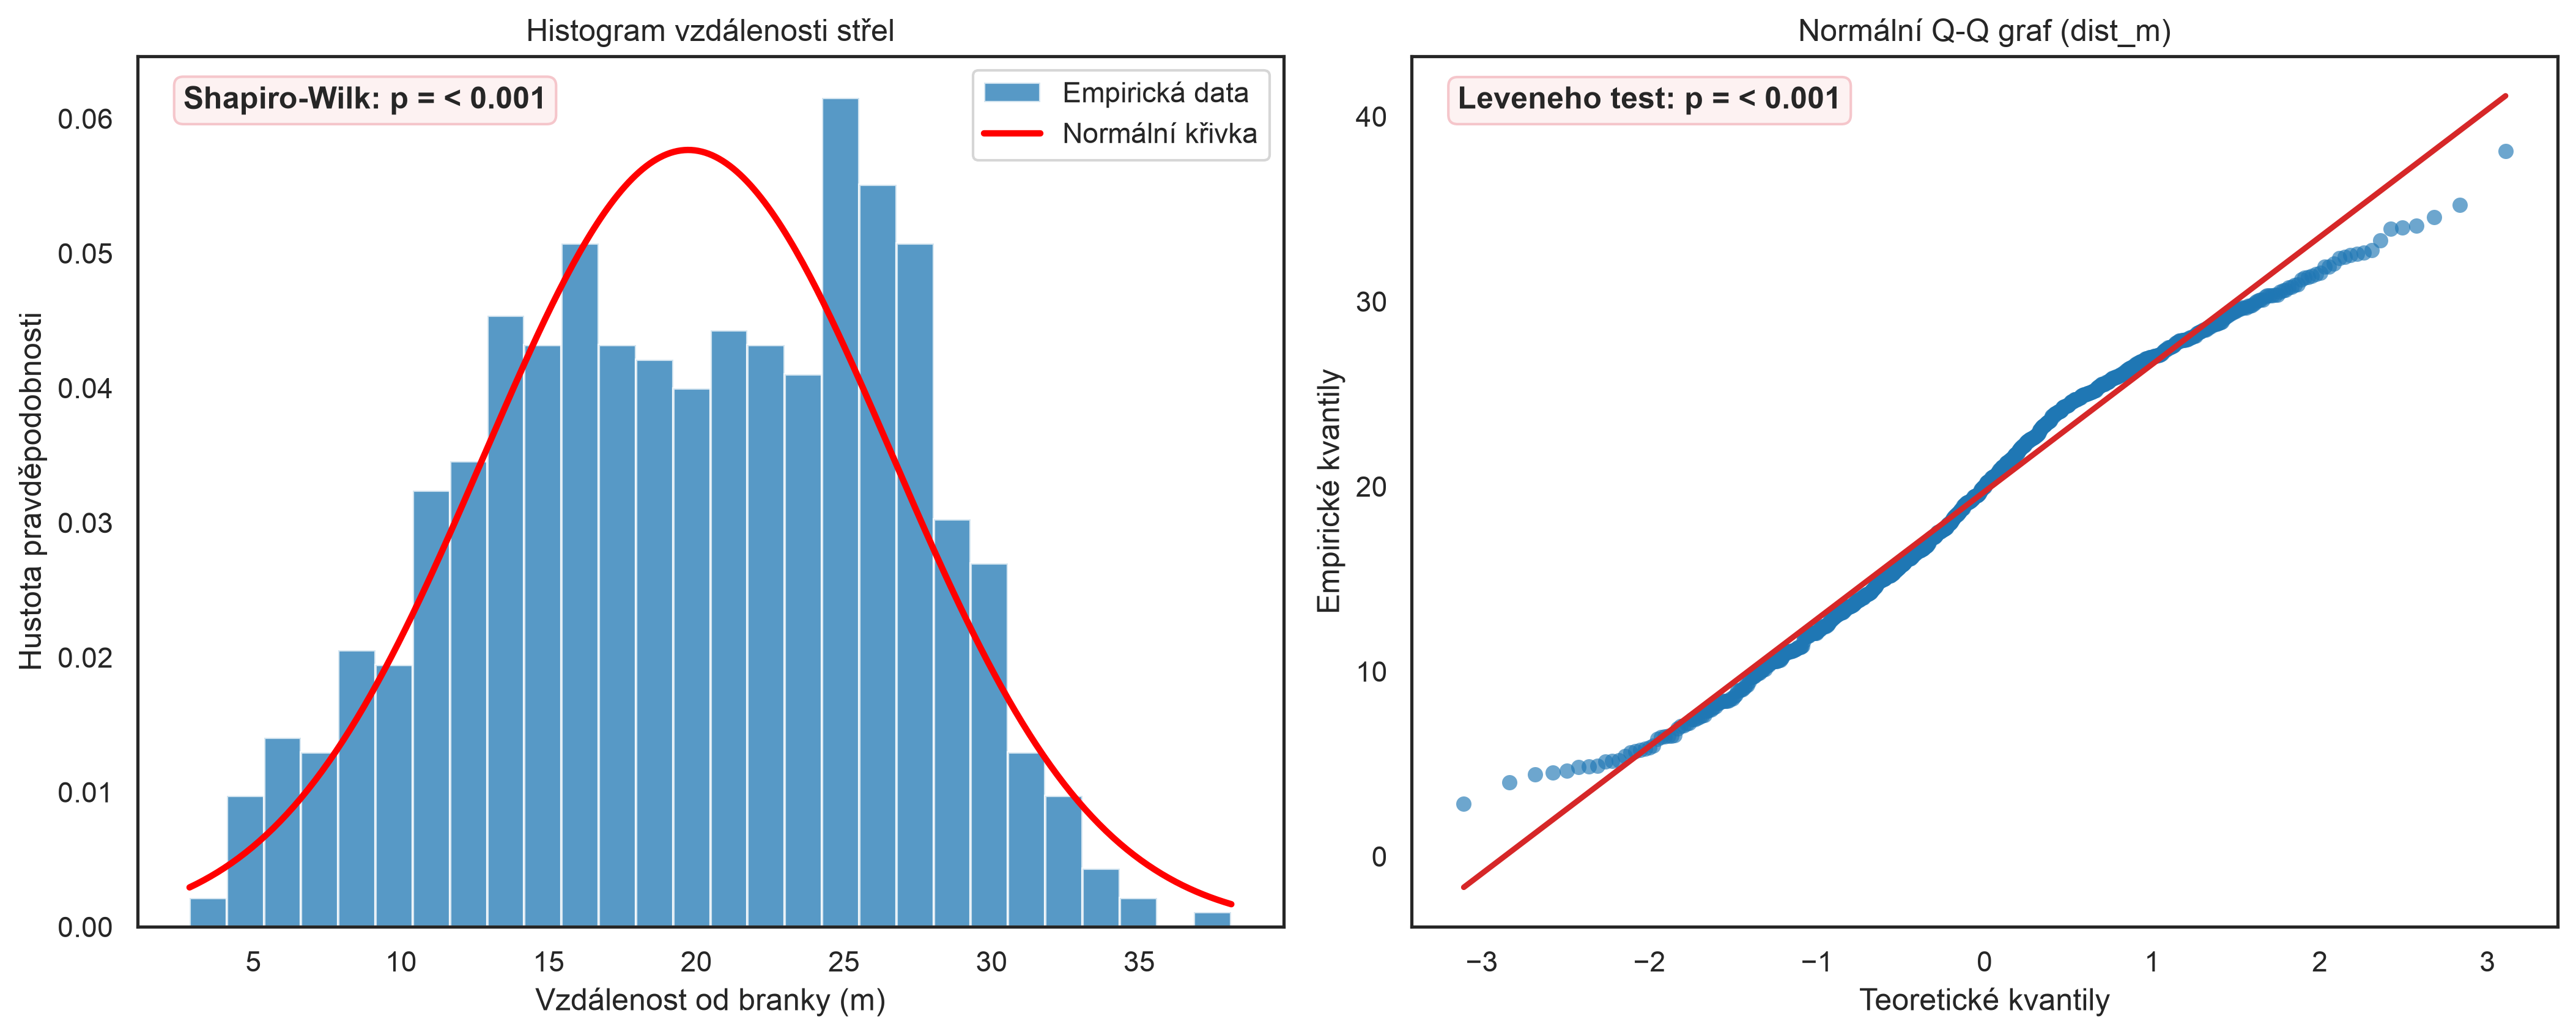 Histogram vzdálenosti střel
Shapiro-Wilk: p = < 0.001
Empirická data
Normální křivka
Hustota pravděpodobnosti
0.06
0.05
0.04
0.03
0.02
0.01
0.00
5 10 15 20 25 30 35
Vzdálenost od branky (m)
Normální Q-Q graf (dist_m)
Leveneho test: p = < 0.001
Empirické kvantily
40
30
20
10
0
−3 −2 −1 0 1 2 3
Teoretické kvantily